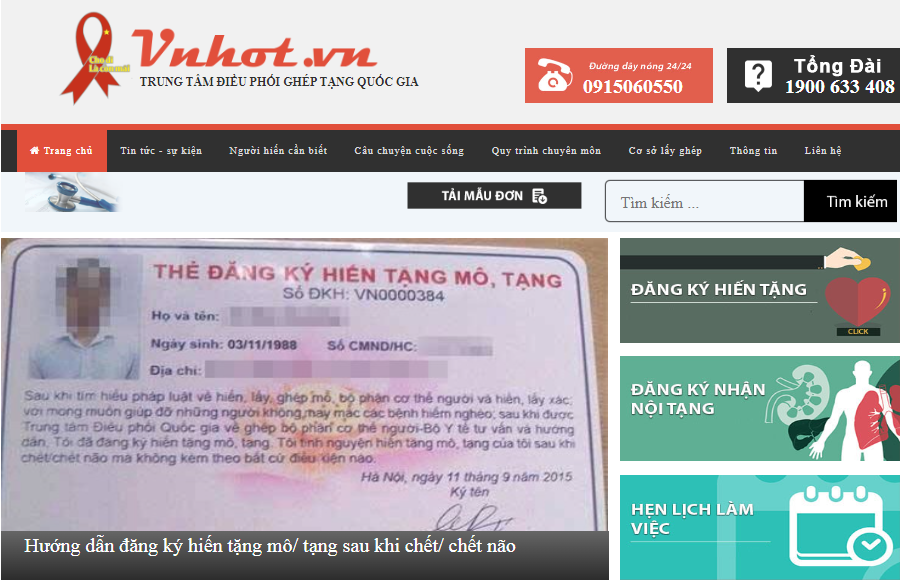 Cho đi
Là còn mãi
Vnhot.vn
TRUNG TÂM ĐIỀU PHỐI GHÉP TẠNG QUỐC GIA
Đường dây nóng 24/24
0915060550
Tổng Đài
1900 633 408
Trang chủ
Tin tức - sự kiện
Người hiến cần biết
Câu chuyện cuộc sống
Quy trình chuyên môn
Cơ sở lấy ghép
Thông tin
Liên hệ
TẢI MẪU ĐƠN
Tìm kiếm ...
Tìm kiếm
THẺ ĐĂNG KÝ HIẾN TẶNG MÔ, TẠNG
Số ĐKH: VN0000384
Họ và tên:
Ngày sinh: 03/11/1988 Số CMND/HC:
Địa chỉ:
Sau khi tìm hiểu pháp luật về hiến, lấy, ghép mô, bộ phận cơ thể người và hiến, lấy xác;
với mong muốn giúp đỡ những người không may mắc các bệnh hiểm nghèo; sau khi được
Trung tâm Điều phối Quốc gia về ghép bộ phận cơ thể người-Bộ Y tế tư vấn và hướng
dẫn. Tôi đã đăng ký hiến tặng mô, tạng. Tôi tình nguyện hiến tặng mô, tạng của tôi sau khi
chết/chết não mà không kèm theo bất cứ điều kiện nào.
Hà Nội, ngày 11 tháng 9 năm 2015
Ký tên
Hướng dẫn đăng ký hiến tặng mô/ tạng sau khi chết/ chết não
ĐĂNG KÝ HIẾN TẶNG
CLICK
ĐĂNG KÝ NHẬN
NỘI TẠNG
HẸN LỊCH LÀM
VIỆC